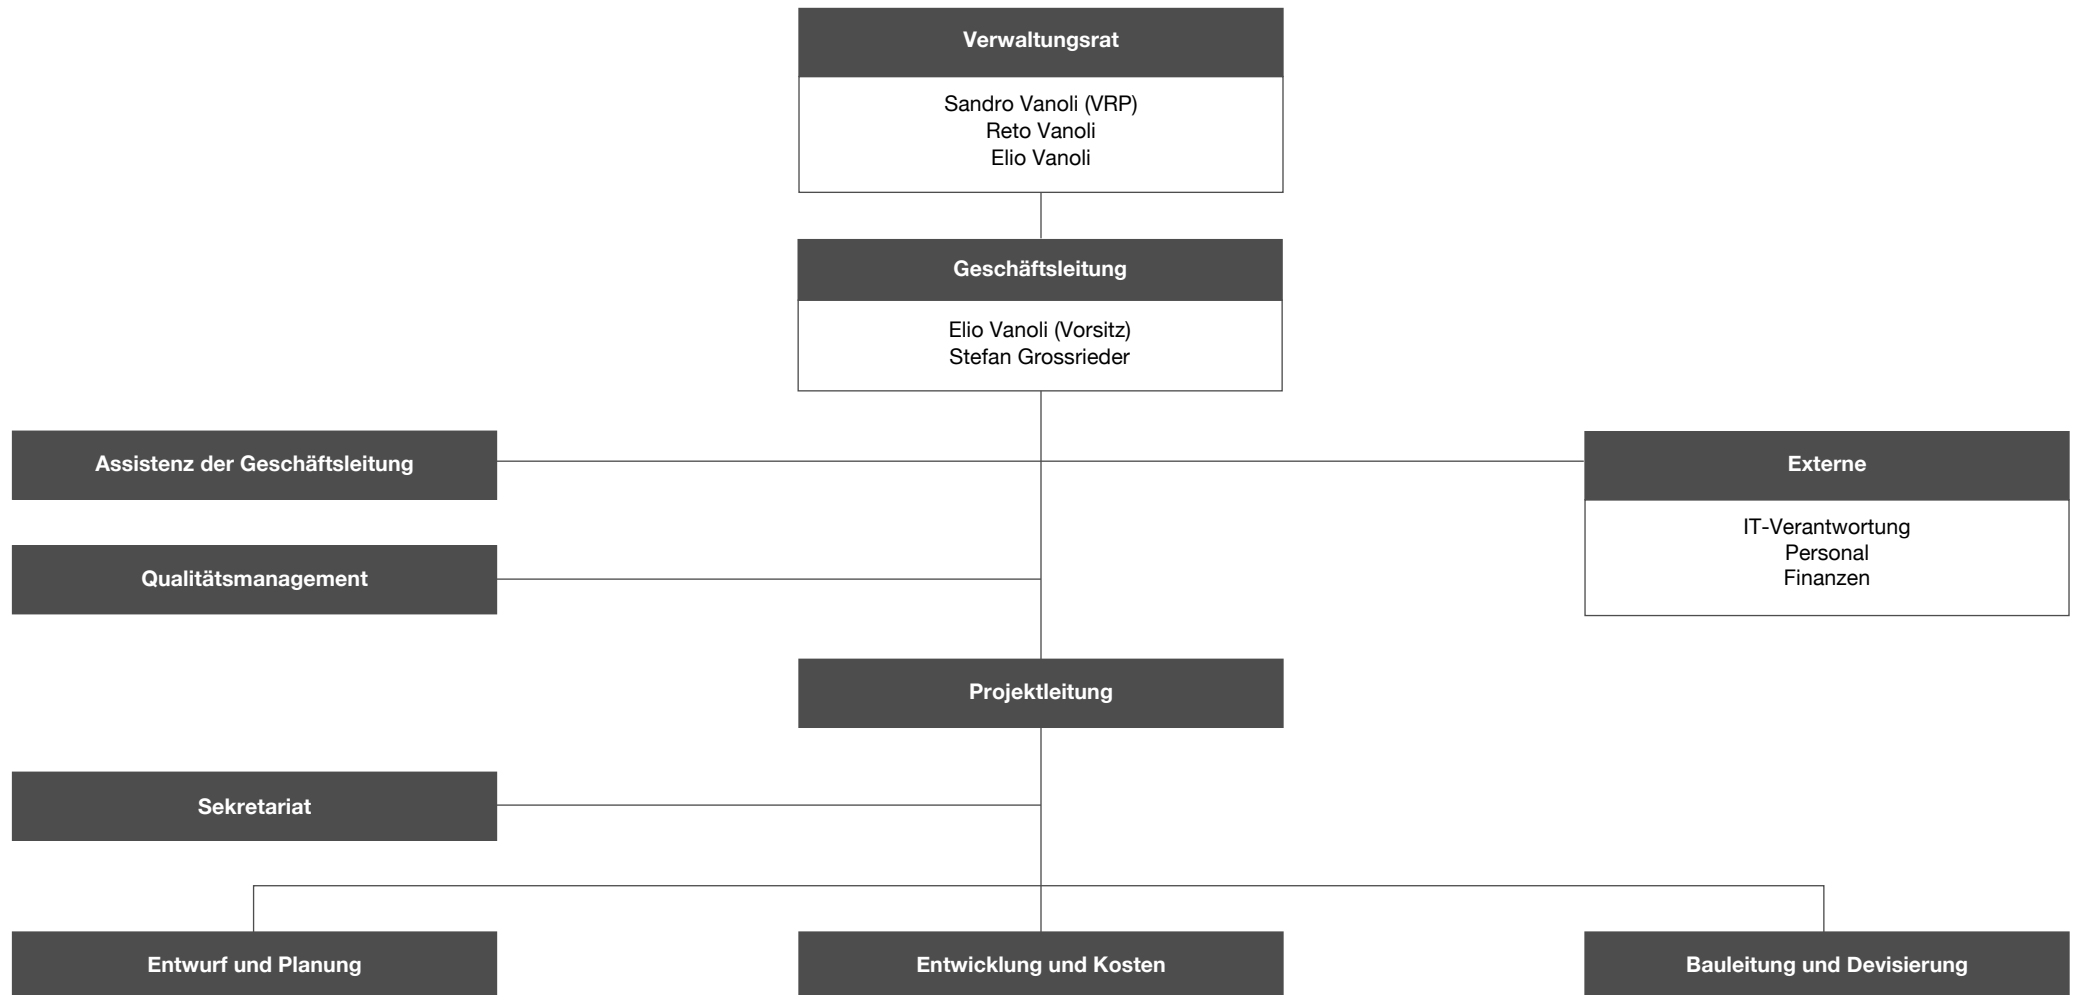 Verwaltungsrat
Sandro Vanoli (VRP)
Reto Vanoli
Elio Vanoli
Geschäftsleitung
Elio Vanoli (Vorsitz)
Stefan Grossrieder
Assistenz der Geschäftsleitung
Externe
IT-Verantwortung
Personal
Finanzen
Qualitätsmanagement
Projektleitung
Sekretariat
Entwurf und Planung
Entwicklung und Kosten
Bauleitung und Devisierung